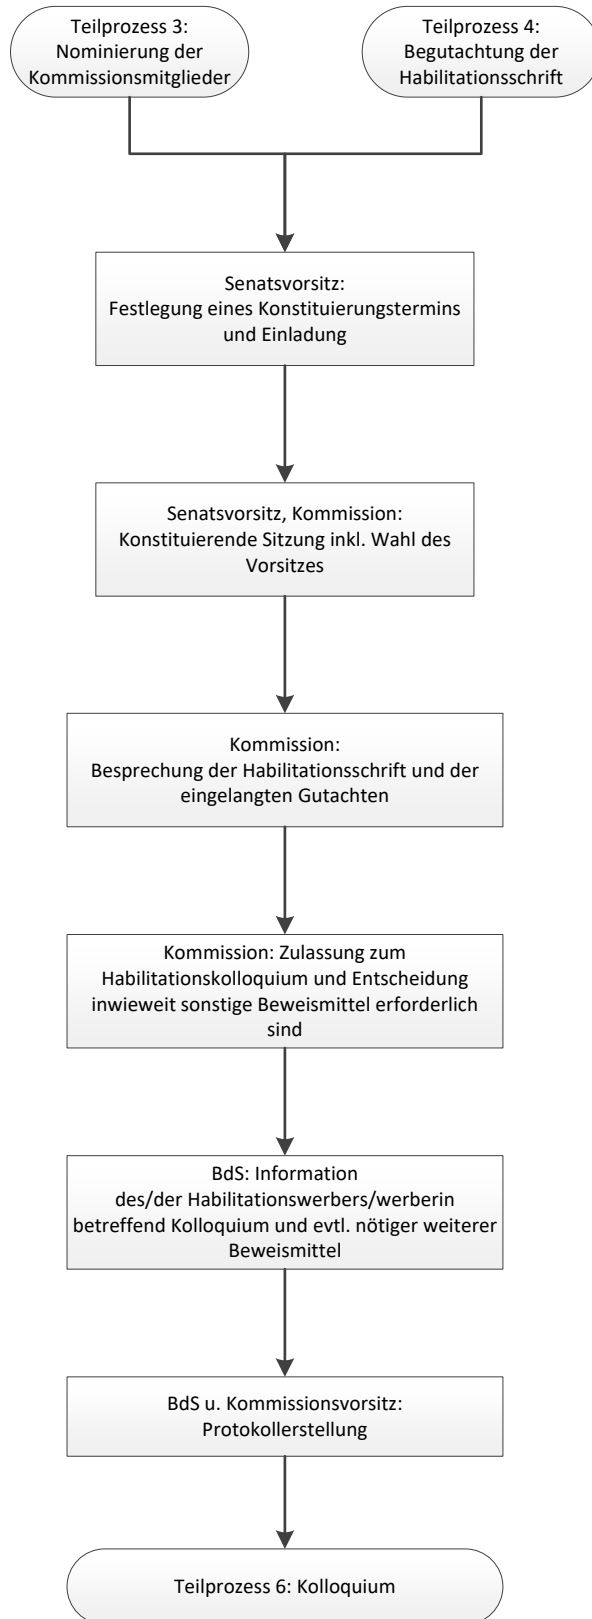 Teilprozess 3:
Nominierung der
Kommissionsmitglieder
Teilprozess 4:
Begutachtung der
Habilitationsschrift
Senatsvorsitz:
Festlegung eines Konstituierungstermins
und Einladung
Senatsvorsitz, Kommission:
Konstituierende Sitzung inkl. Wahl des
Vorsitzes
Kommission:
Besprechung der Habilitationsschrift und der
eingelangten Gutachten
Kommission: Zulassung zum
Habilitationskolloquium und Entscheidung
inwieweit sonstige Beweismittel erforderlich
sind
BdS: Information
des/der Habilitationswerbers/werberin
betreffend Kolloquium und evtl. nötiger weiterer
Beweismittel
BdS u. Kommissionsvorsitz:
Protokollerstellung
Teilprozess 6: Kolloquium